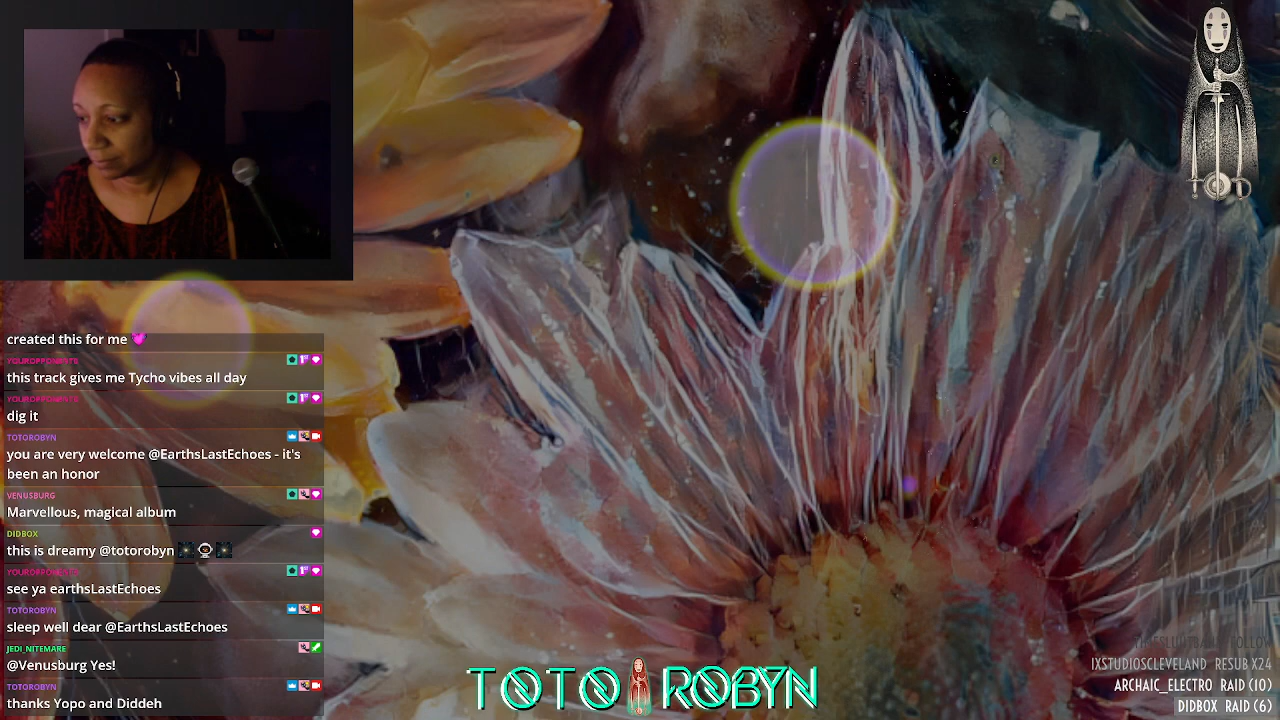 created this for me
YOUROPPONENTE
this track gives me Tycho vibes all day
dig it
TOTOROBYN
you are very welcome @EarthsLastEchoes - it's
been an honor
VENUSBURG
Marvellous, magical album
DIDBOX
this is dreamy @totorobyn
see ya earthsLastEchoes
TOTOROBYN
sleep well dear @EarthsLastEchoes
JEDI_NITEMARE
@Venusburg Yes!
TOTOROBYN
thanks Yopo and Diddeh
TOTO ROBYN
FOLLOW
IXSTUDIOSCLEVELAND RESUB X24
ARCHAIC_ELECTRO RAID (10)
DIDBOX RAID (6)